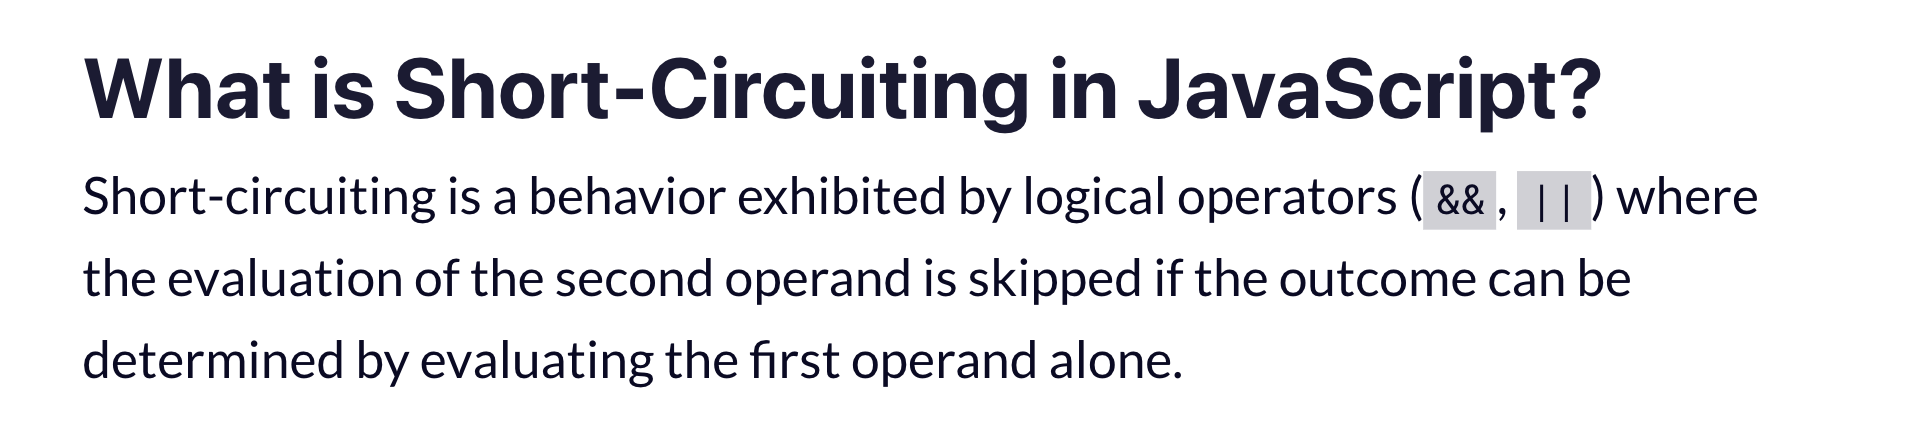 What is Short-Circuiting in JavaScript?
Short-circuiting is a behavior exhibited by logical operators ( && , || ) where
the evaluation of the second operand is skipped if the outcome can be
determined by evaluating the first operand alone.